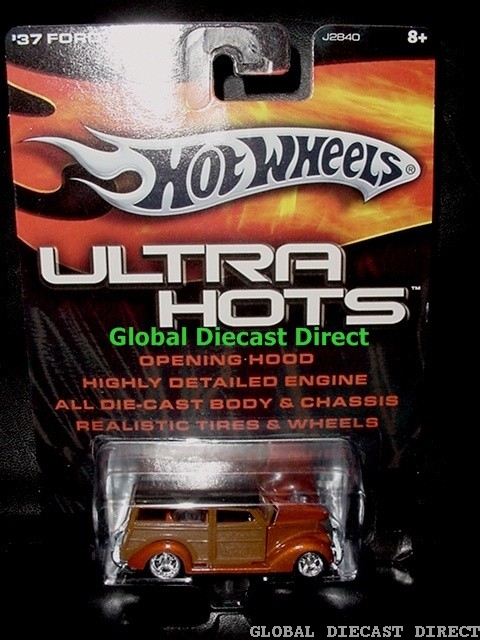 '37 FORD J2840 8+
HOT WHEELS®
ULTRA
HOTS™
Global Diecast Direct
OPENING HOOD
HIGHLY DETAILED ENGINE
ALL DIE-CAST BODY & CHASSIS
REALISTIC TIRES & WHEELS
GLOBAL DIECAST DIRECT